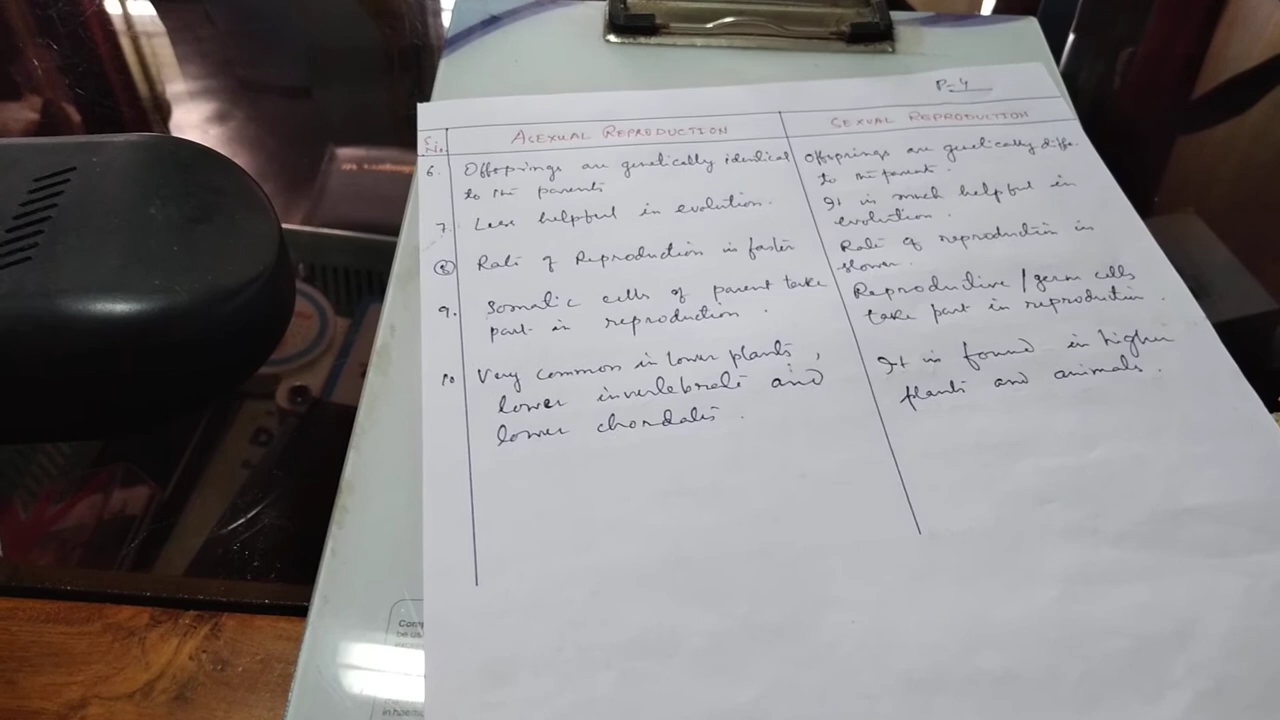 P-4
Sl. No.
ASEXUAL REPRODUCTION
SEXUAL REPRODUCTION
6.
Offsprings are genetically identical
to the parents
Offsprings are genetically diffe.
to the parent.
7.
Less helpful in evolution.
It is much helpful in
evolution.
8
Rate of Reproduction is faster
Rate of reproduction is
slower.
9.
Somatic cells of parent take
part in reproduction.
Reproductive / germ cells
take part in reproduction.
10
Very common in lower plants,
lower invertebrate and
lower chordates.
It is found in higher
plants and animals.
Comp
be us